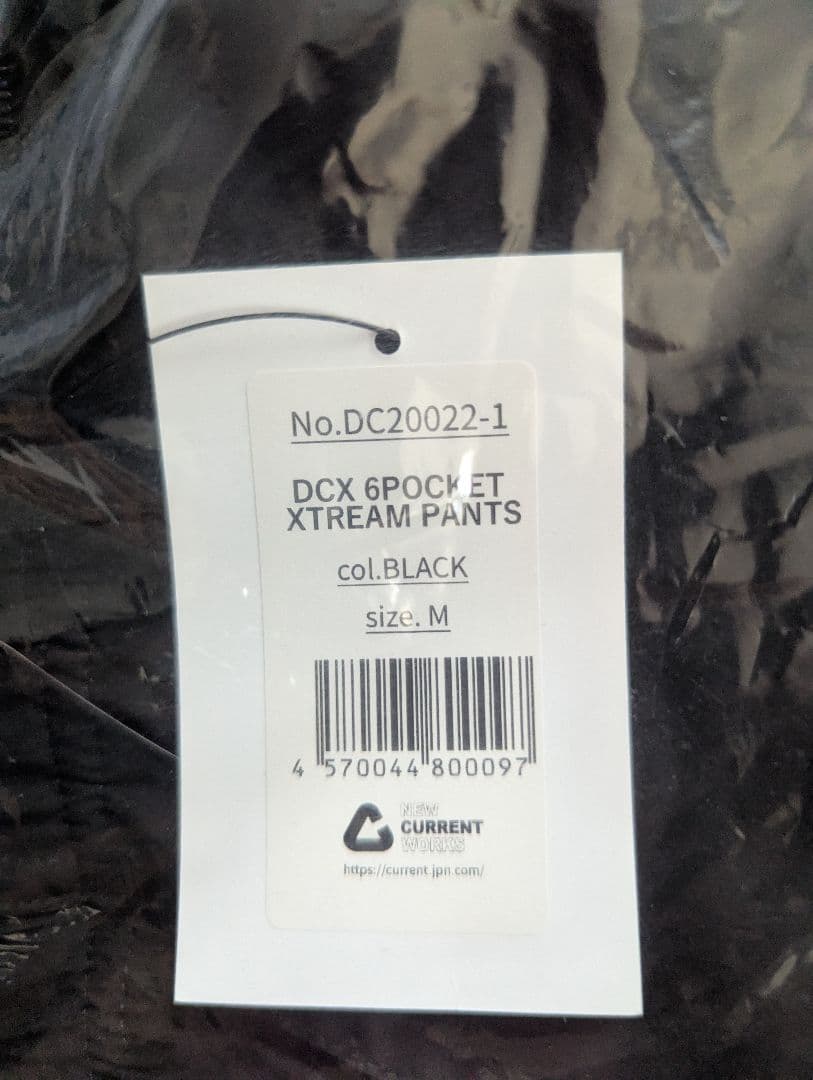 No.DC20022-1
DCX 6POCKET
XTREAM PANTS
col.BLACK
size. M
4 570044 800097
NEW
CURRENT
WORKS
https://current.jpn.com/